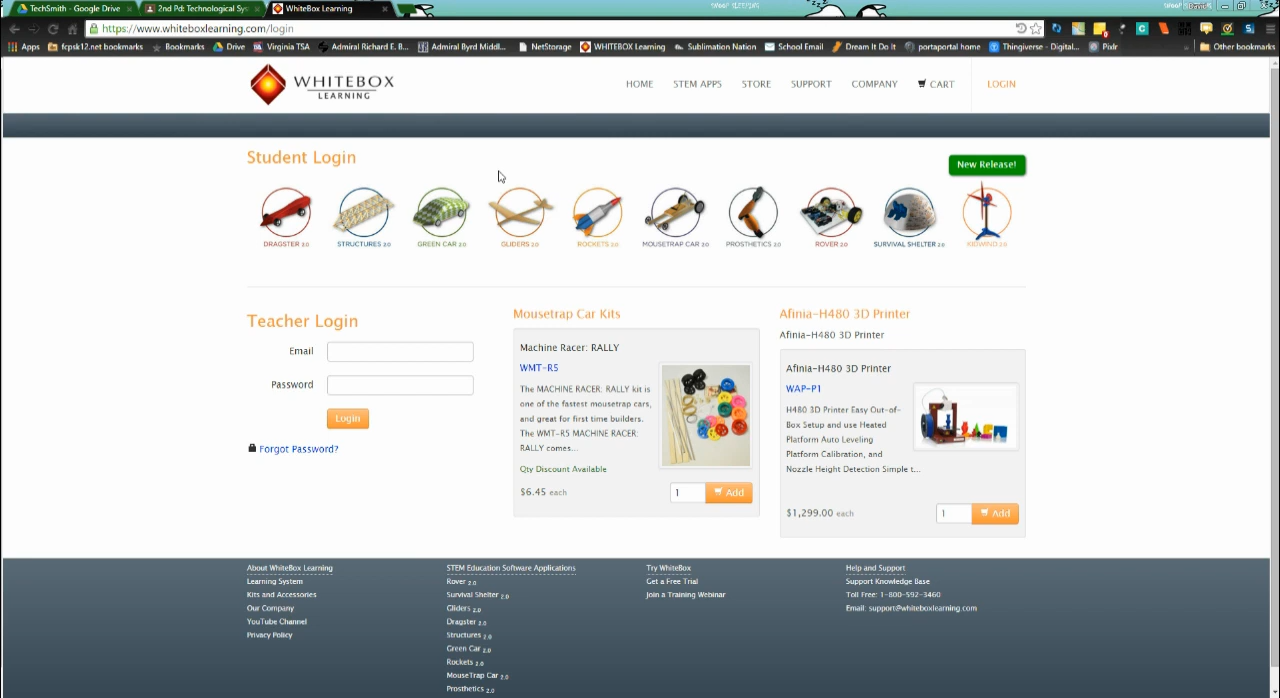 TechSmith - Google Drive
2nd Pd: Technological Sys
WhiteBox Learning
https://www.whiteboxlearning.com/login
Apps
fcpsk12.net bookmarks
Bookmarks
Drive
Virginia TSA
Admiral Richard E. B...
Admiral Byrd Middl...
NetStorage
WHITEBOX Learning
Sublimation Nation
School Email
Dream It Do It
portaportal home
Thingiverse - Digital...
Pixlr
Other bookmarks
WHITEBOX
LEARNING
HOME
STEM APPS
STORE
SUPPORT
COMPANY
CART
LOGIN
Student Login
New Release!
DRAGSTER 2.0
STRUCTURES 2.0
GREEN CAR 2.0
GLIDERS 2.0
ROCKETS 2.0
MOUSETRAP CAR 2.0
PROSTHETICS 2.0
ROVER 2.0
SURVIVAL SHELTER 2.0
KIDWIND 2.0
Teacher Login
Email
Password
Login
Forgot Password?
Mousetrap Car Kits
Machine Racer: RALLY
WMT-R5
The MACHINE RACER: RALLY kit is
one of the fastest mousetrap cars,
and great for first time builders.
The WMT-R5 MACHINE RACER:
RALLY comes...
Qty Discount Available
$6.45 each
1
Add
Afinia-H480 3D Printer
Afinia-H480 3D Printer
Afinia-H480 3D Printer
WAP-P1
H480 3D Printer Easy Out-of-
Box Setup and use Heated
Platform Auto Leveling
Platform Calibration, and
Nozzle Height Detection Simple t...
$1,299.00 each
1
Add
About WhiteBox Learning
Learning System
Kits and Accessories
Our Company
YouTube Channel
Privacy Policy
STEM Education Software Applications
Rover 2.0
Survival Shelter 2.0
Gliders 2.0
Dragster 2.0
Structures 2.0
Green Car 2.0
Rockets 2.0
MouseTrap Car 2.0
Prosthetics 2.0
Try WhiteBox
Get a Free Trial
Join a Training Webinar
Help and Support
Support Knowledge Base
Toll Free: 1-800-592-3460
Email: support@whiteboxlearning.com